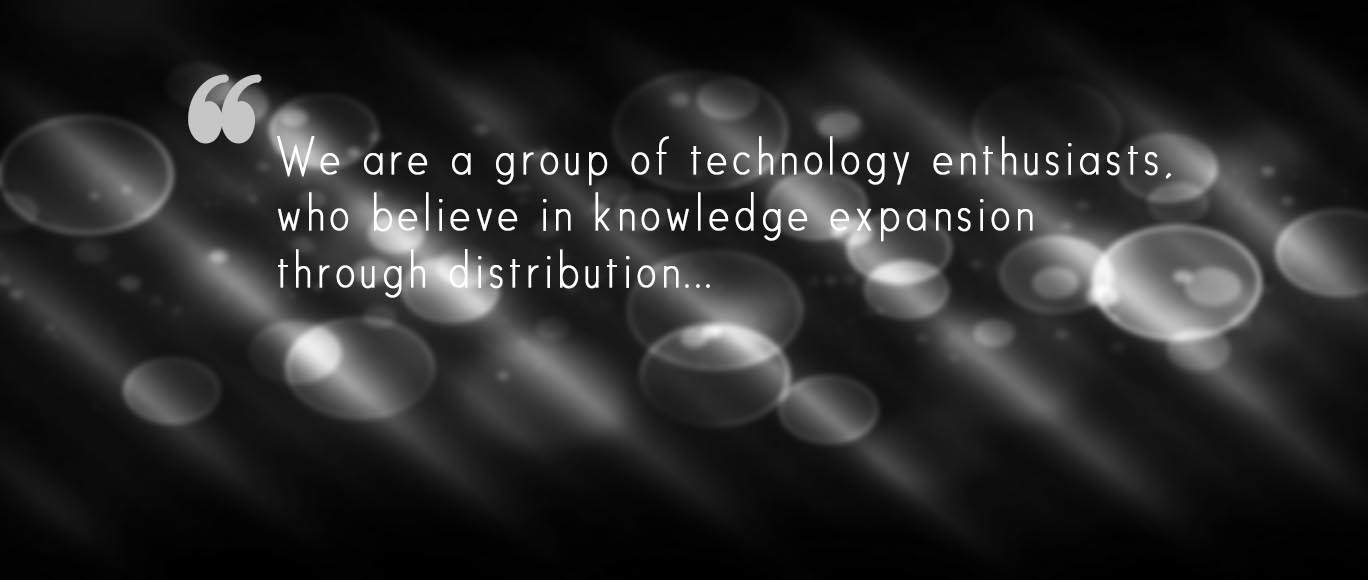 “
We are a group of technology enthusiasts,
who believe in knowledge expansion
through distribution...